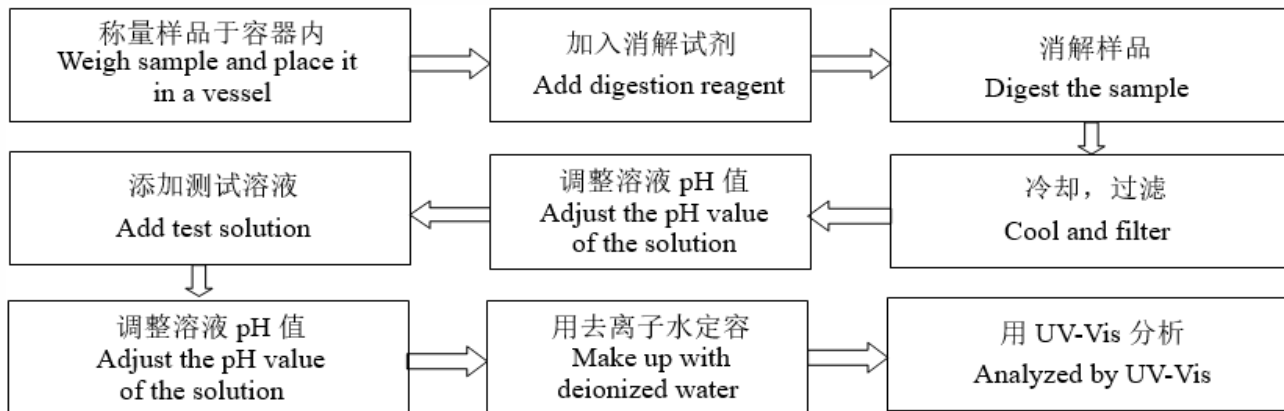 称量样品于容器内
Weigh sample and place it
in a vessel
加入消解试剂
Add digestion reagent
消解样品
Digest the sample
冷却，过滤
Cool and filter
调整溶液 pH 值
Adjust the pH value
of the solution
添加测试溶液
Add test solution
调整溶液 pH 值
Adjust the pH value
of the solution
用去离子水定容
Make up with
deionized water
用 UV-Vis 分析
Analyzed by UV-Vis